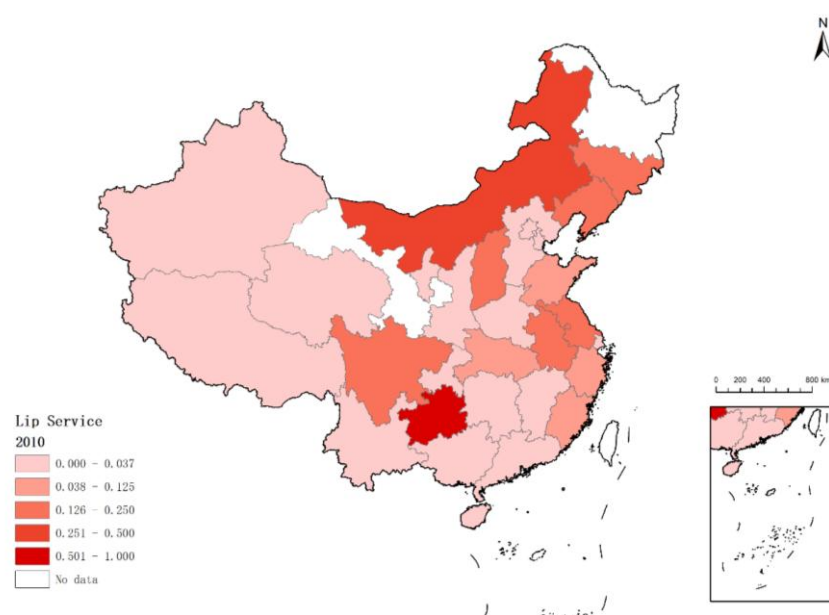 N
0 200 400 800 km
Lip Service
2010
0.000 - 0.037
0.038 - 0.125
0.126 - 0.250
0.251 - 0.500
0.501 - 1.000
No data